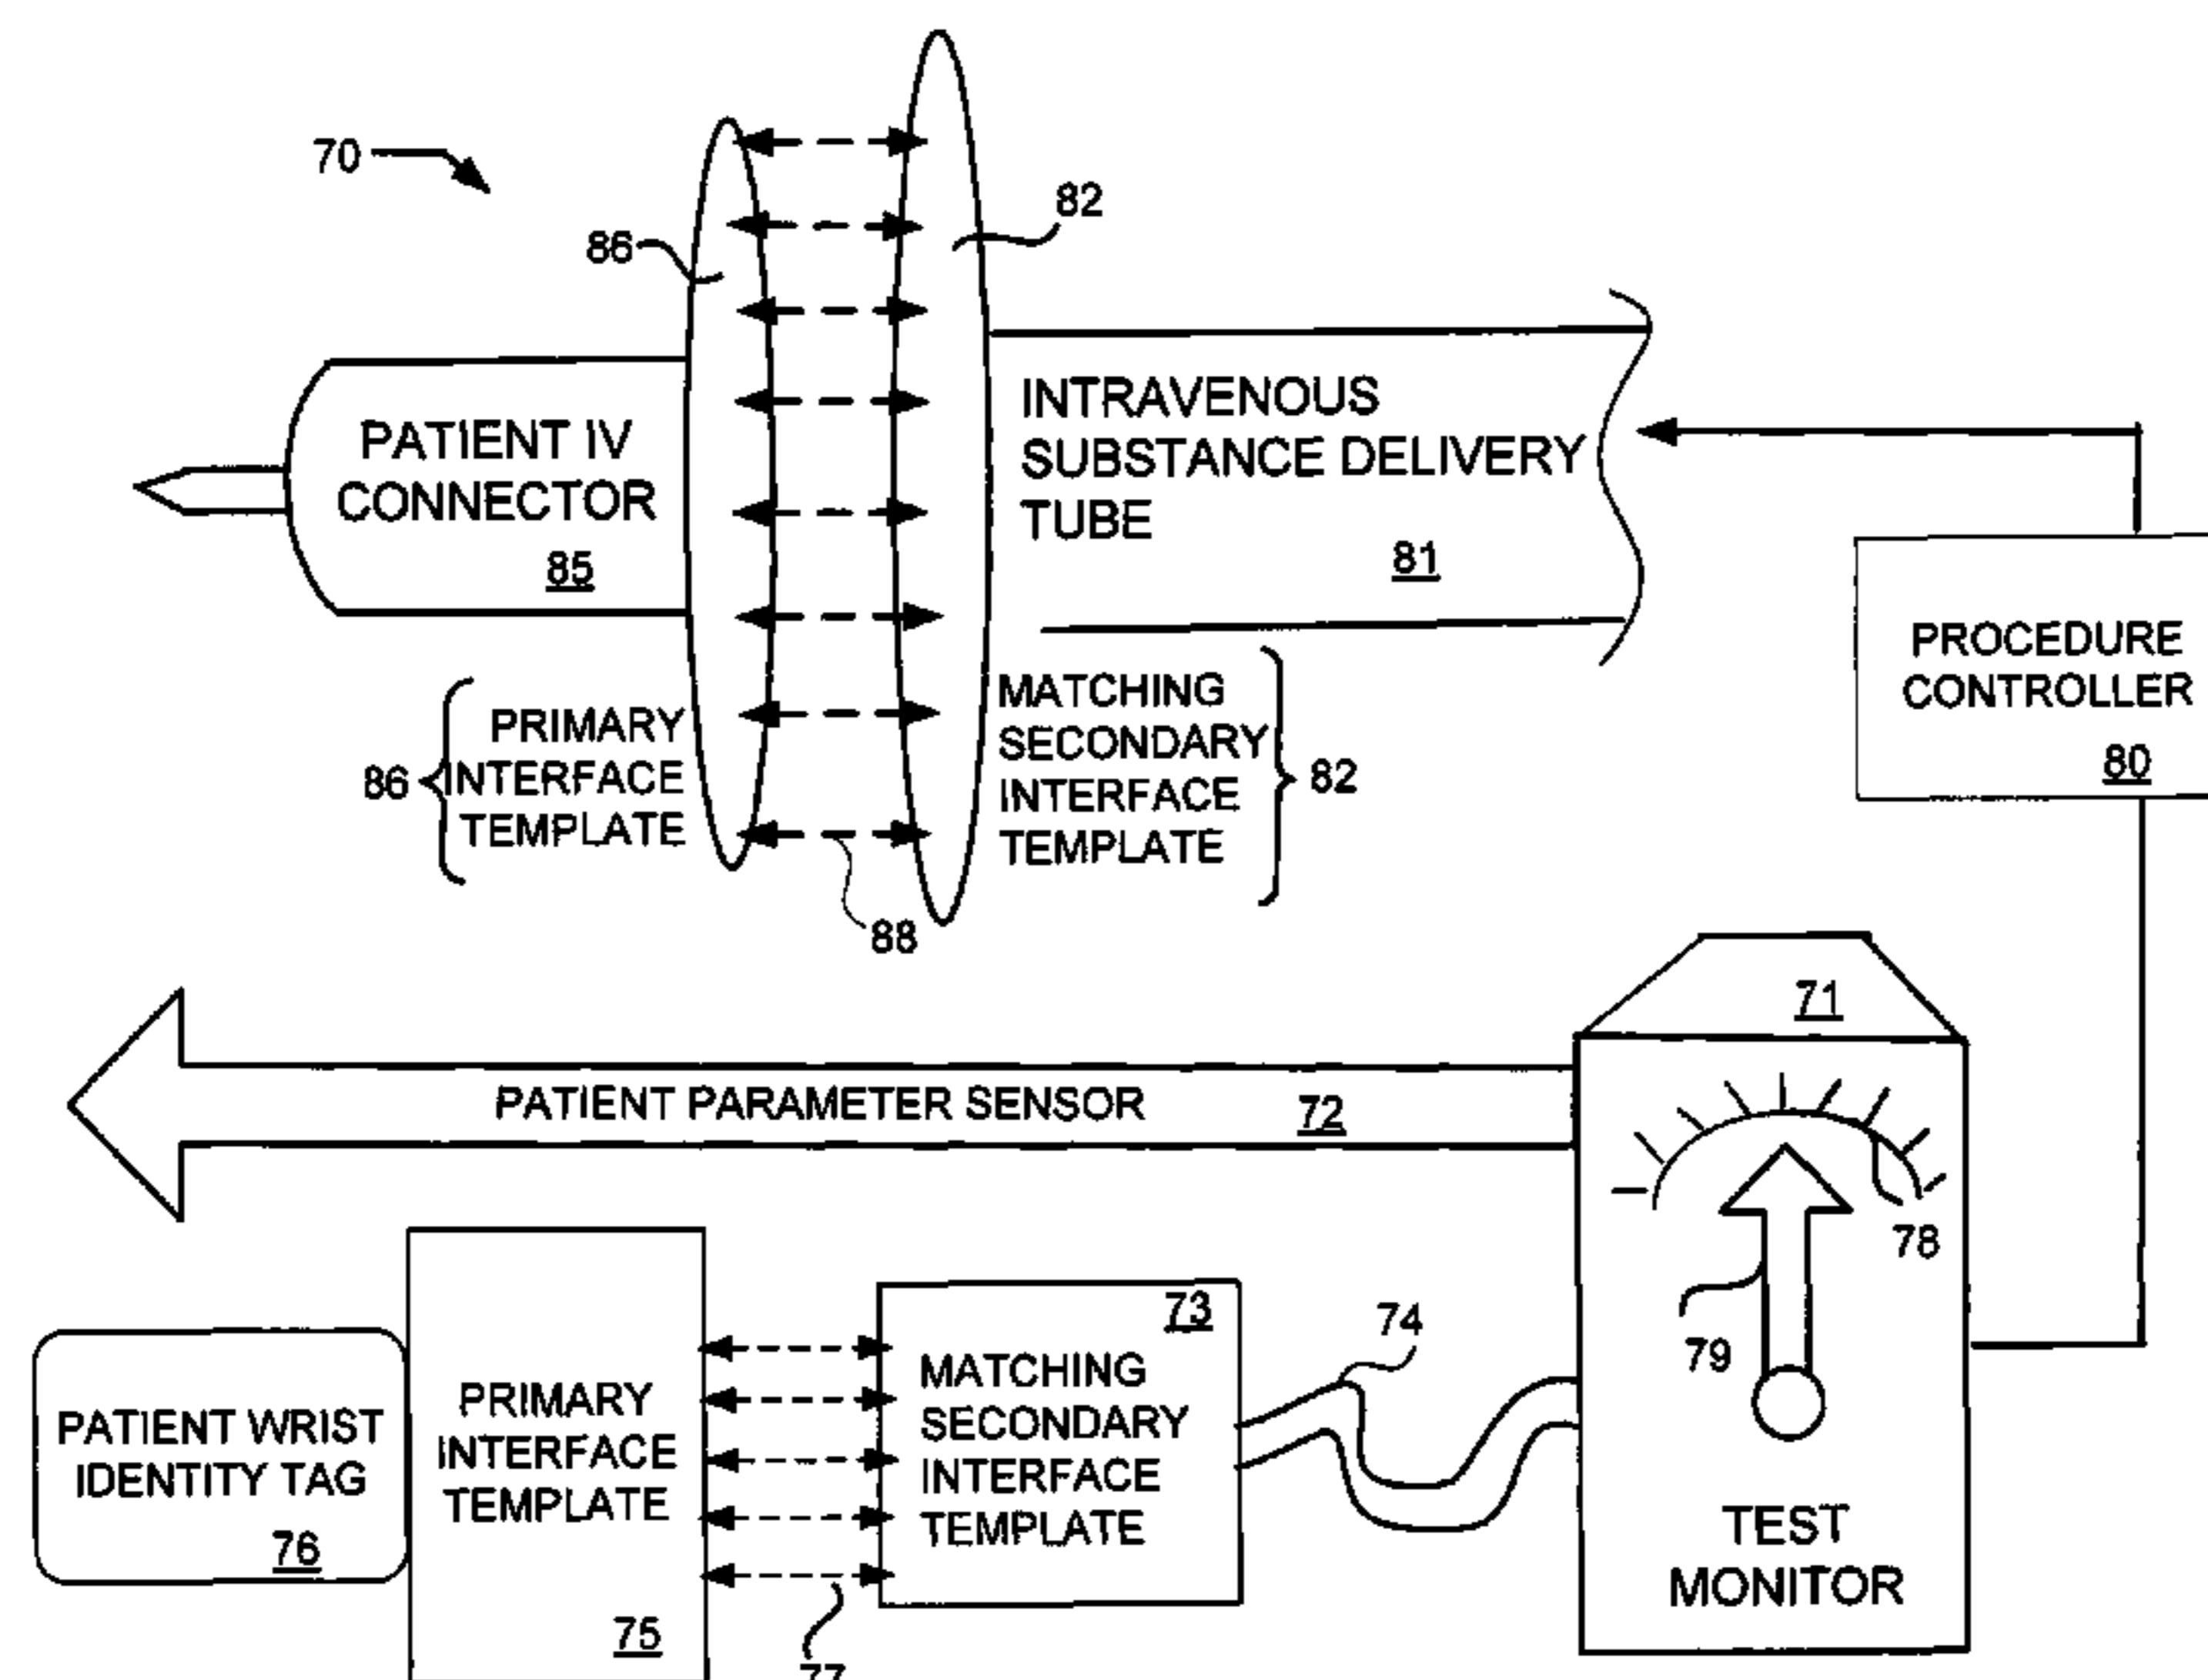 70
86
82
PATIENT IV
CONNECTOR
85
INTRAVENOUS
SUBSTANCE DELIVERY
TUBE
81
PROCEDURE
CONTROLLER
80
86
PRIMARY
INTERFACE
TEMPLATE
MATCHING
SECONDARY
INTERFACE
TEMPLATE
82
88
71
PATIENT PARAMETER SENSOR
72
78
79
TEST
MONITOR
PATIENT WRIST
IDENTITY TAG
76
PRIMARY
INTERFACE
TEMPLATE
75
77
73
MATCHING
SECONDARY
INTERFACE
TEMPLATE
74